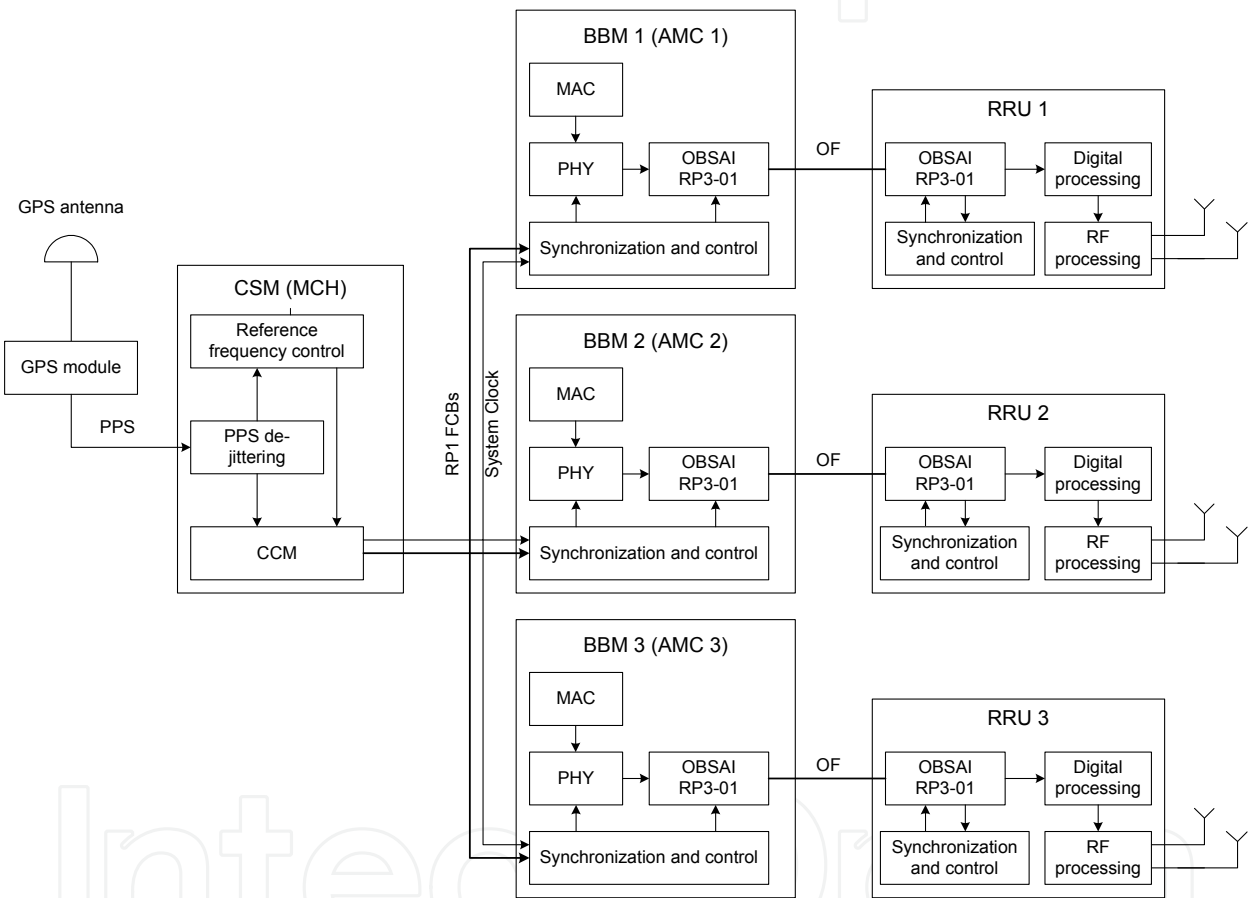 GPS antenna
GPS module
PPS
CSM (MCH)
Reference
frequency control
PPS de-
jittering
CCM
RP1 FCBs
System Clock
BBM 1 (AMC 1)
MAC
PHY
OBSAI
RP3-01
Synchronization and control
OF
RRU 1
OBSAI
RP3-01
Digital
processing
Synchronization
and control
RF
processing
BBM 2 (AMC 2)
MAC
PHY
OBSAI
RP3-01
Synchronization and control
OF
RRU 2
OBSAI
RP3-01
Digital
processing
Synchronization
and control
RF
processing
BBM 3 (AMC 3)
MAC
PHY
OBSAI
RP3-01
Synchronization and control
OF
RRU 3
OBSAI
RP3-01
Digital
processing
Synchronization
and control
RF
processing